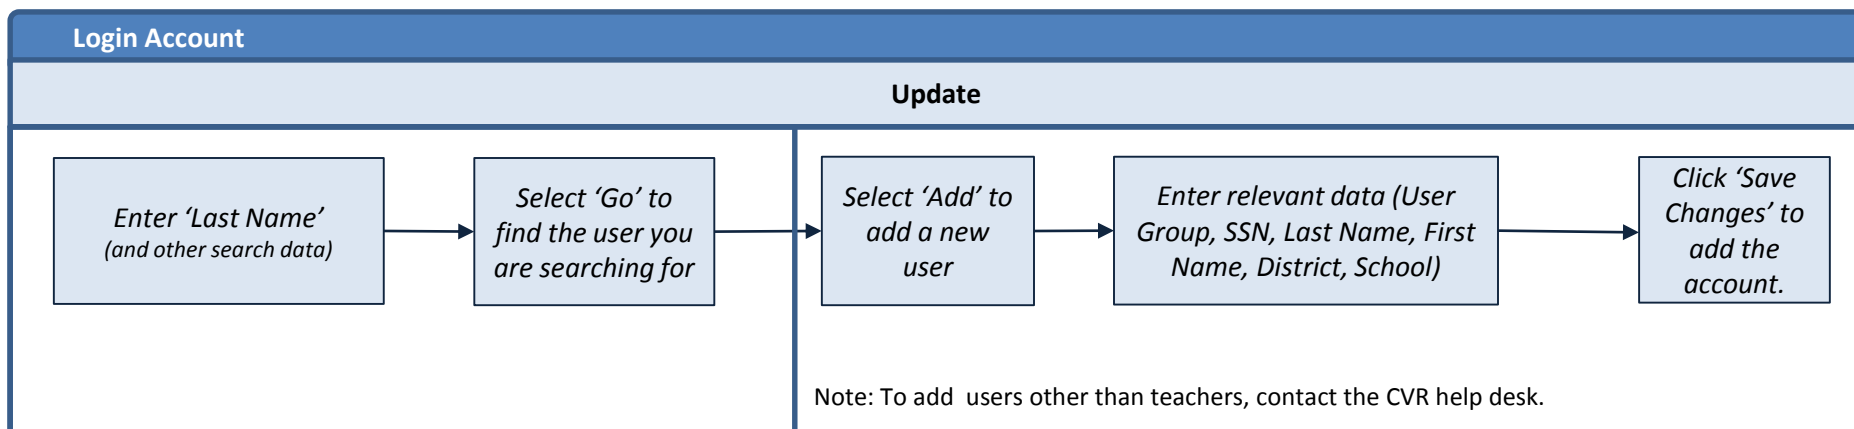 Login Account
Update
Enter ‘Last Name’
(and other search data)
Select ‘Go’ to
find the user you
are searching for
Select ‘Add’ to
add a new
user
Enter relevant data (User
Group, SSN, Last Name, First
Name, District, School)
Click ‘Save
Changes’ to
add the
account.
Note: To add  users other than teachers, contact the CVR help desk.